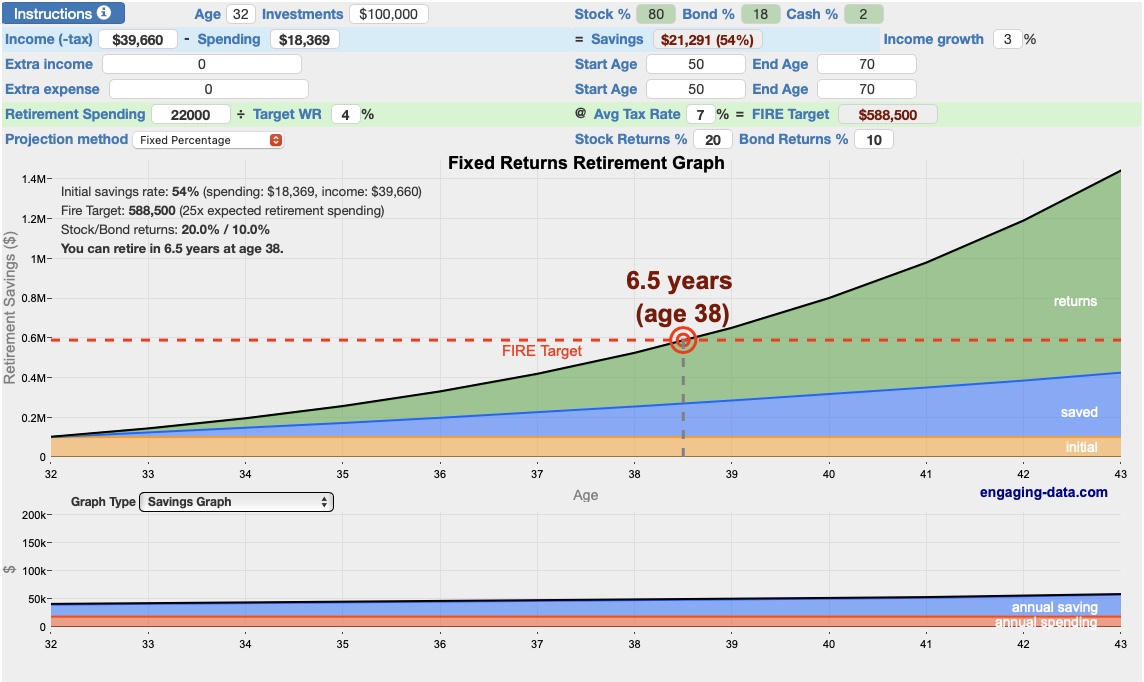 Instructions i Age 32 Investments $100,000 Stock % 80 Bond % 18 Cash % 2
Income (-tax) $39,660 - Spending $18,369 = Savings $21,291 (54%) Income growth 3 %
Extra income 0 Start Age 50 End Age 70
Extra expense 0 Start Age 50 End Age 70
Retirement Spending 22000 ÷ Target WR 4 % @ Avg Tax Rate 7 % = FIRE Target $588,500
Projection method Fixed Percentage Stock Returns % 20 Bond Returns % 10
Fixed Returns Retirement Graph
Initial savings rate: 54% (spending: $18,369, income: $39,660)
Fire Target: 588,500 (25x expected retirement spending)
Stock/Bond returns: 20.0% / 10.0%
You can retire in 6.5 years at age 38.
Retirement Savings ($)
1.4M
1.2M
1M
0.8M
0.6M
0.4M
0.2M
0
6.5 years
(age 38)
FIRE Target
returns
saved
initial
32 33 34 35 36 37 38 39 40 41 42 43
Age
engaging-data.com
Graph Type Savings Graph
$
200k
150k
100k
50k
0
annual saving
annual spending
32 33 34 35 36 37 38 39 40 41 42 43